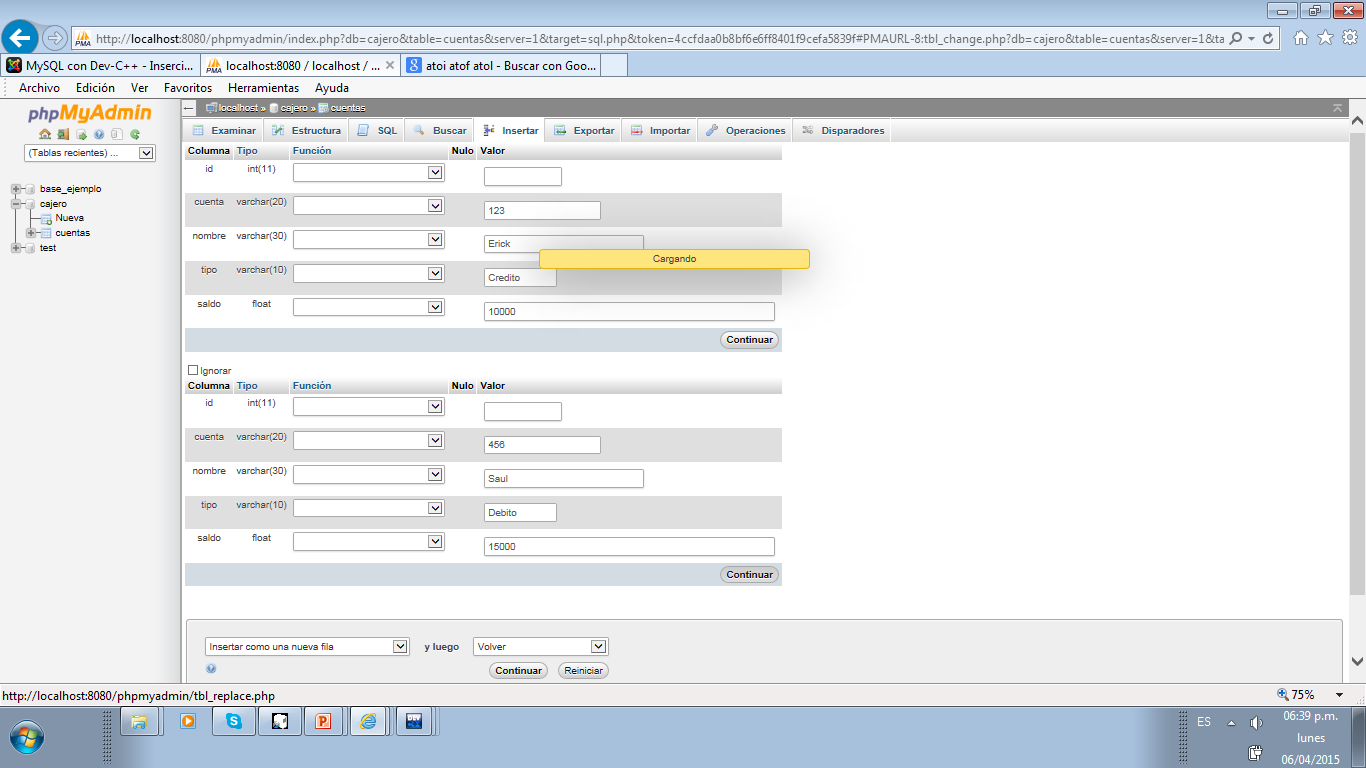 http://localhost:8080/phpmyadmin/index.php?db=cajero&table=cuentas&server=1&target=sql.php&token=4ccfdaa0b8bf6e6ff8401f9cefa5839f#PMAURL-8:tbl_change.php?db=cajero&table=cuentas&server=1&ta
MySQL con Dev-C++ - Inserci... localhost:8080 / localhost / ... atoi atof atol - Buscar con Goo...
Archivo Edición Ver Favoritos Herramientas Ayuda
phpMyAdmin
(Tablas recientes) ...
base_ejemplo
cajero
Nueva
cuentas
test
localhost » cajero » cuentas
Examinar Estructura SQL Buscar Insertar Exportar Importar Operaciones Disparadores
Columna Tipo Función Nulo Valor
id int(11)
cuenta varchar(20) 123
nombre varchar(30) Erick
Cargando
tipo varchar(10) Credito
saldo float 10000
Continuar
Ignorar
Columna Tipo Función Nulo Valor
id int(11)
cuenta varchar(20) 456
nombre varchar(30) Saul
tipo varchar(10) Debito
saldo float 15000
Continuar
Insertar como una nueva fila y luego Volver
Continuar Reiniciar
http://localhost:8080/phpmyadmin/tbl_replace.php
75%
ES
06:39 p.m.
lunes
06/04/2015